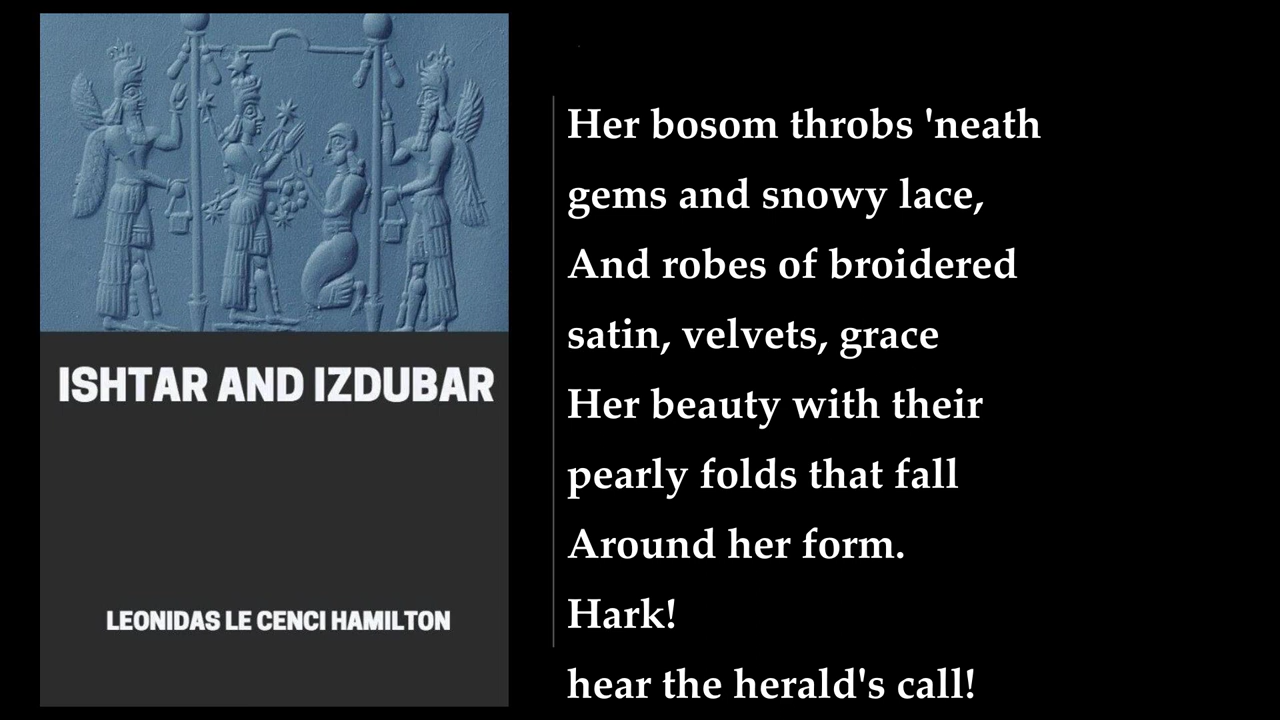 ISHTAR AND IZDUBAR
LEONIDAS LE CENCI HAMILTON
Her bosom throbs 'neath
gems and snowy lace,
And robes of broidered
satin, velvets, grace
Her beauty with their
pearly folds that fall
Around her form.
Hark!
hear the herald's call!